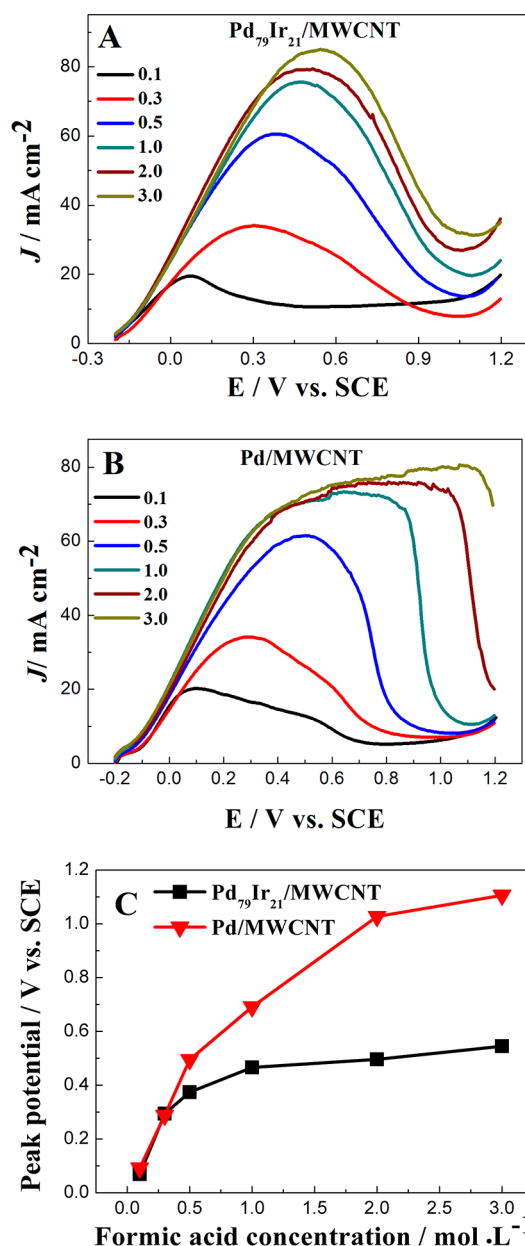 A
Pd₇₉Ir₂₁/MWCNT
0.1
0.3
0.5
1.0
2.0
3.0
J / mA cm⁻²
80
60
40
20
0
-0.3 0.0 0.3 0.6 0.9 1.2
E / V vs. SCE
B
Pd/MWCNT
0.1
0.3
0.5
1.0
2.0
3.0
J/ mA cm⁻²
80
60
40
20
0
-0.2 0.0 0.2 0.4 0.6 0.8 1.0 1.2
E / V vs. SCE
C
Pd₇₉Ir₂₁/MWCNT
Pd/MWCNT
Peak potential / V vs. SCE
1.2
1.0
0.8
0.6
0.4
0.2
0.0
0.0 0.5 1.0 1.5 2.0 2.5 3.0
Formic acid concentration / mol ·L⁻